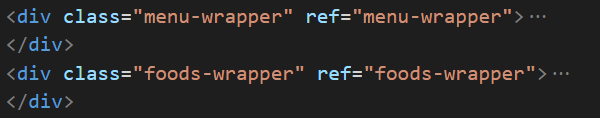 <div class="menu-wrapper" ref="menu-wrapper">⋯
</div>
<div class="foods-wrapper" ref="foods-wrapper">⋯
</div>